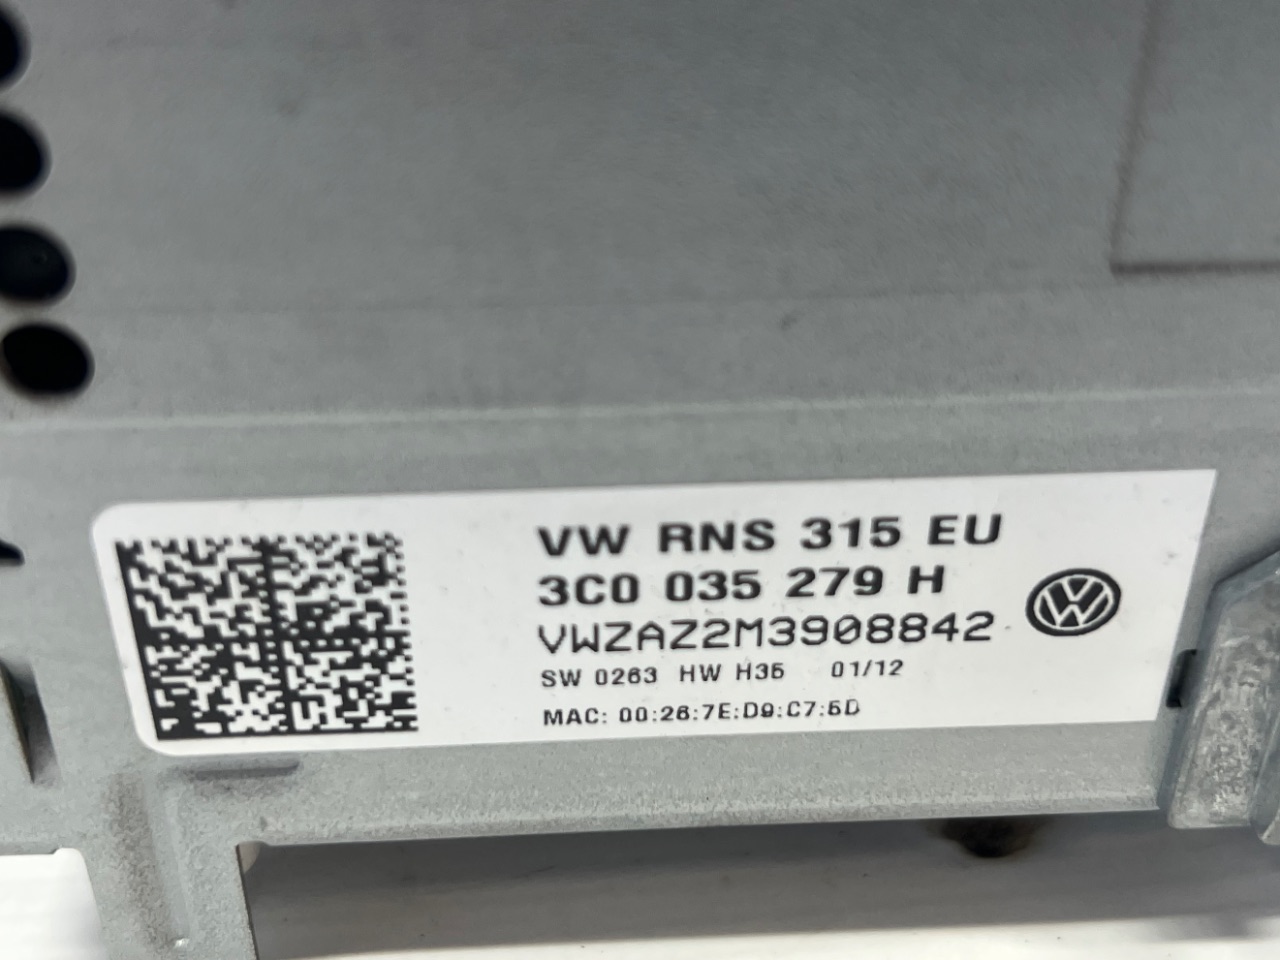 VW RNS 315 EU
3C0 035 279 H
VWZAZ2M3908842
SW 0263 HW H35 01/12
MAC: 00:26:7E:D9:C7:5D